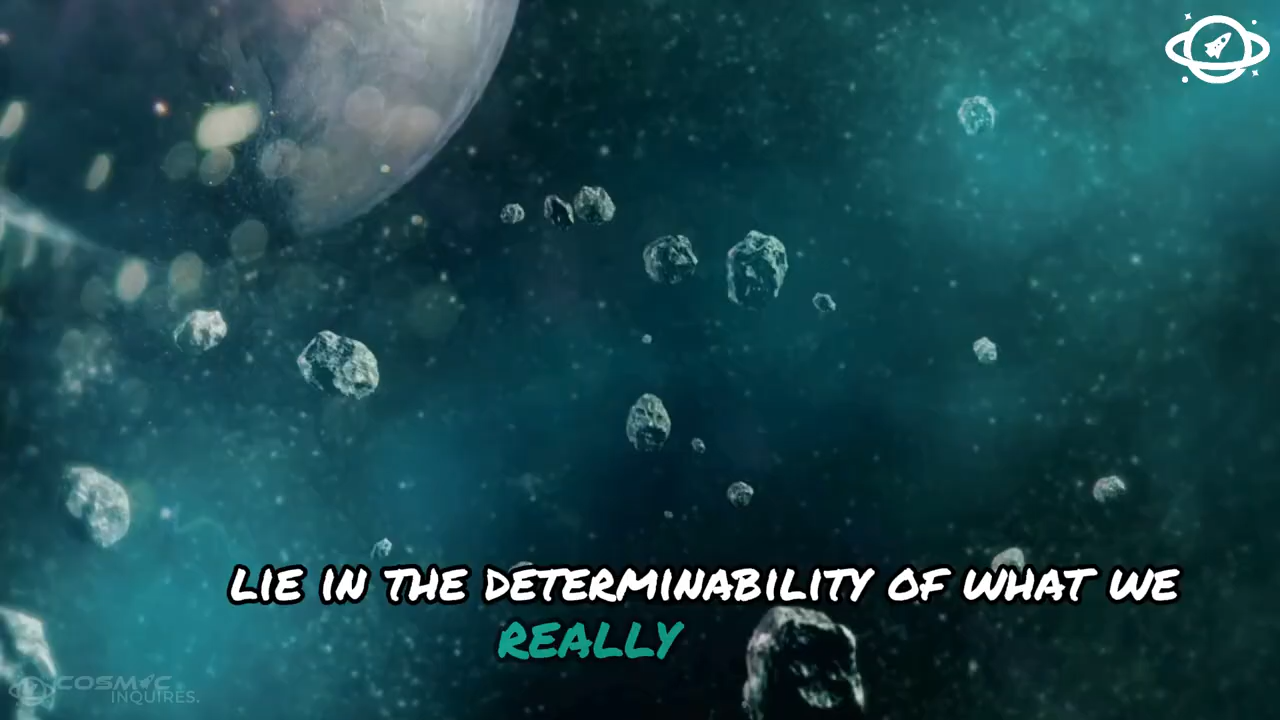 LIE IN THE DETERMINABILITY OF WHAT WE
REALLY
COSMIC
INQUIRES.